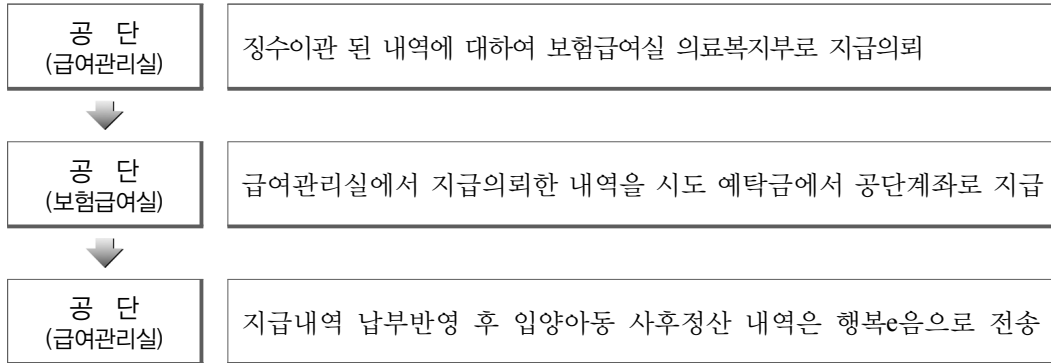 공 단
(급여관리실)
징수이관 된 내역에 대하여 보험급여실 의료복지부로 지급의뢰
공 단
(보험급여실)
급여관리실에서 지급의뢰한 내역을 시도 예탁금에서 공단계좌로 지급
공 단
(급여관리실)
지급내역 납부반영 후 입양아동 사후정산 내역은 행복e음으로 전송